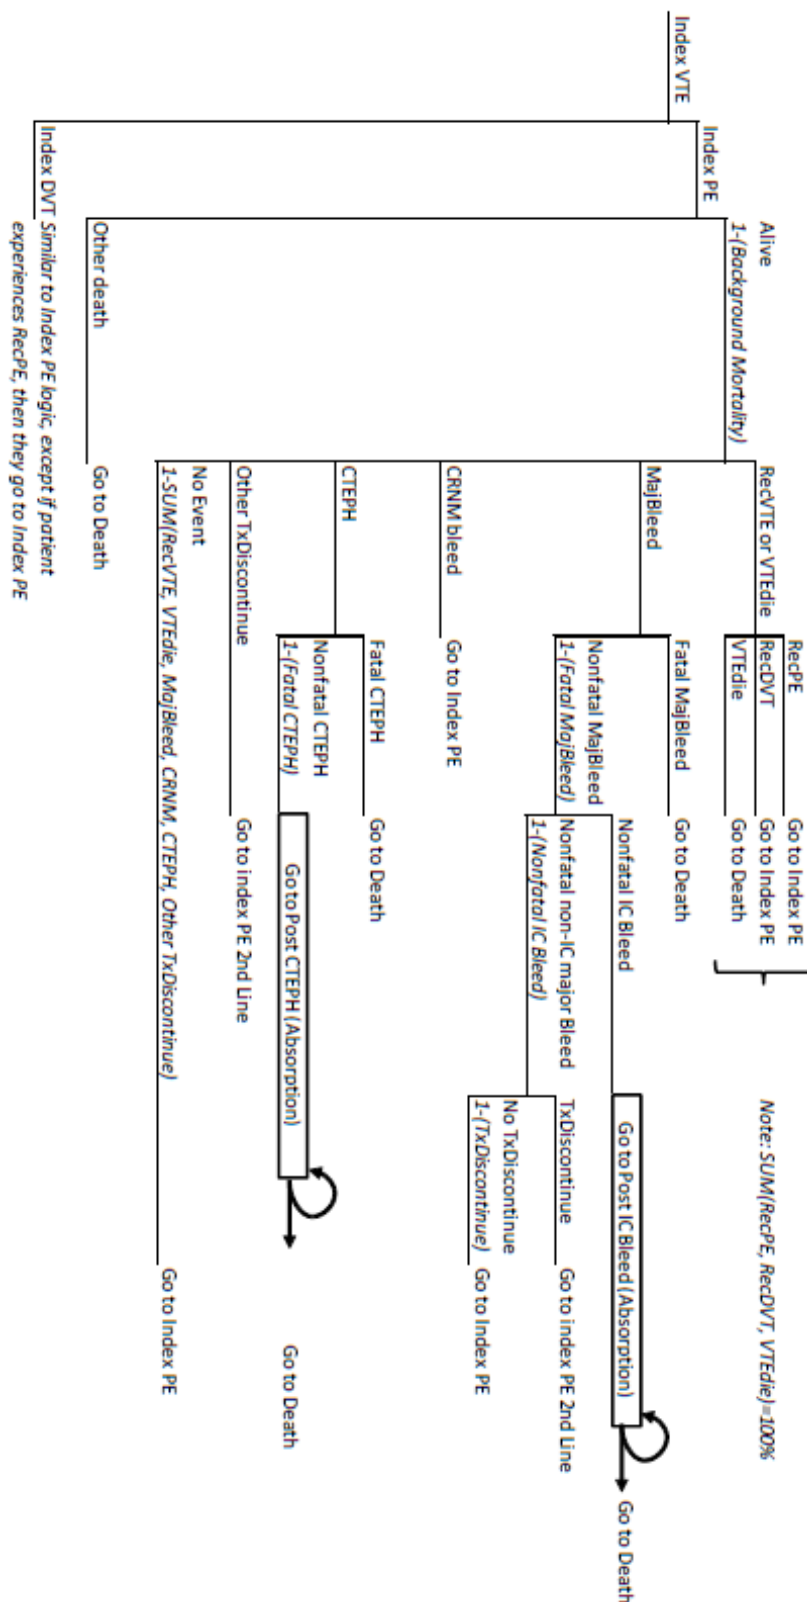 Index VTE
Index PE
Alive
1-(Background Mortality)
RecVTE or VTEdie
RecPE
Go to Index PE
RecDVT
Go to Index PE
VTEdie
Go to Death
Note: SUM(RecPE, RecDVT, VTEdie)=100%
MajBleed
Fatal MajBleed
Go to Death
Nonfatal MajBleed
1-(Fatal MajBleed)
Nonfatal IC Bleed
Go to Post IC Bleed (Absorption)
Go to Death
Nonfatal non-IC major Bleed
1-(Nonfatal IC Bleed)
TxDiscontinue
Go to index PE 2nd Line
No TxDiscontinue
1-(TxDiscontinue)
Go to Index PE
CRNM bleed
Go to Index PE
CTEPH
Fatal CTEPH
Go to Death
Nonfatal CTEPH
1-(Fatal CTEPH)
Go to Post CTEPH (Absorption)
Go to Death
Other TxDiscontinue
Go to index PE 2nd Line
No Event
1-SUM(RecVTE, VTEdie, MajBleed, CRNM, CTEPH, Other TxDiscontinue)
Go to Index PE
Other death
Go to Death
Index DVT Similar to Index PE logic, except if patient
experiences RecPE, then they go to Index PE